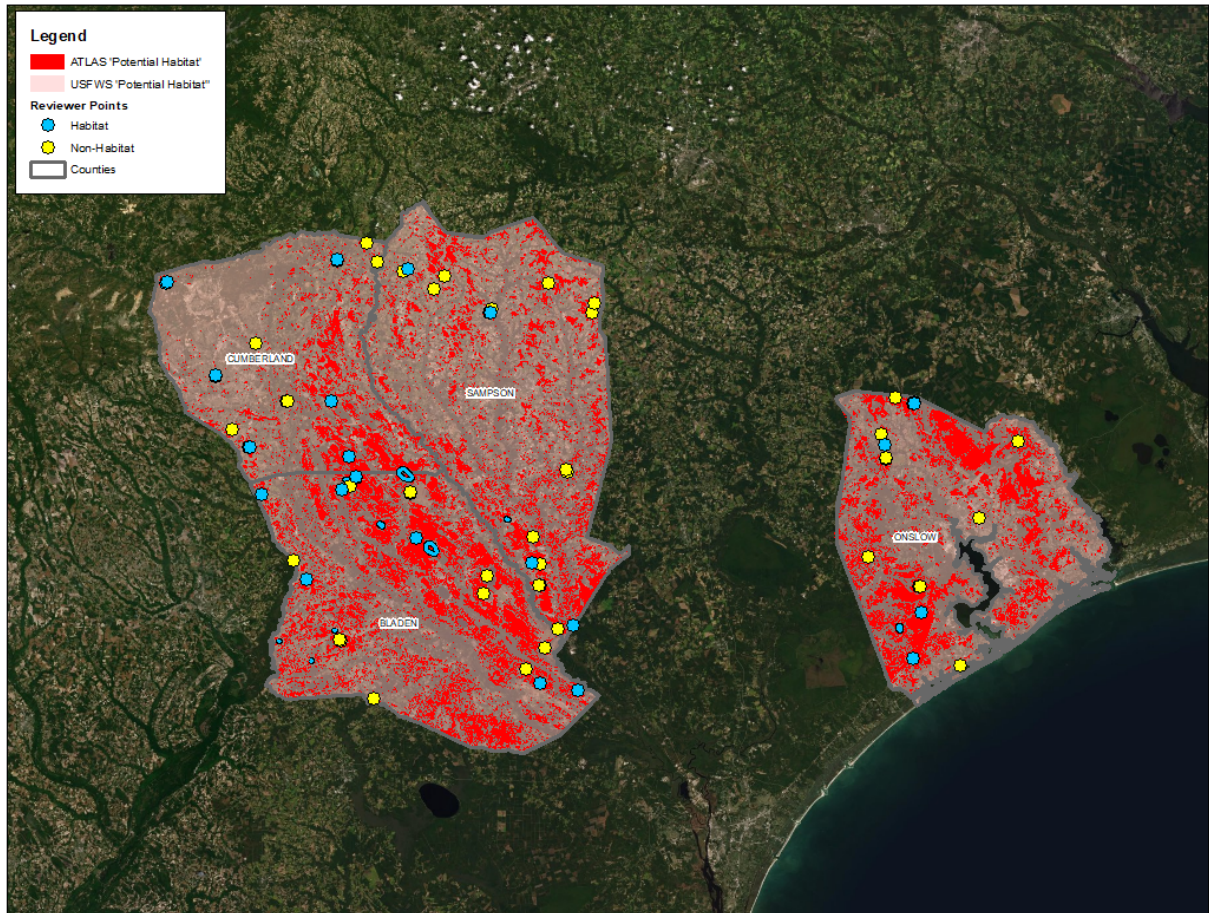 Legend
ATLAS 'Potential Habitat'
USFWS 'Potential Habitat"
Reviewer Points
Habitat
Non-Habitat
Counties
CUMBERLAND
SAMPSON
ONSLOW
BLADEN